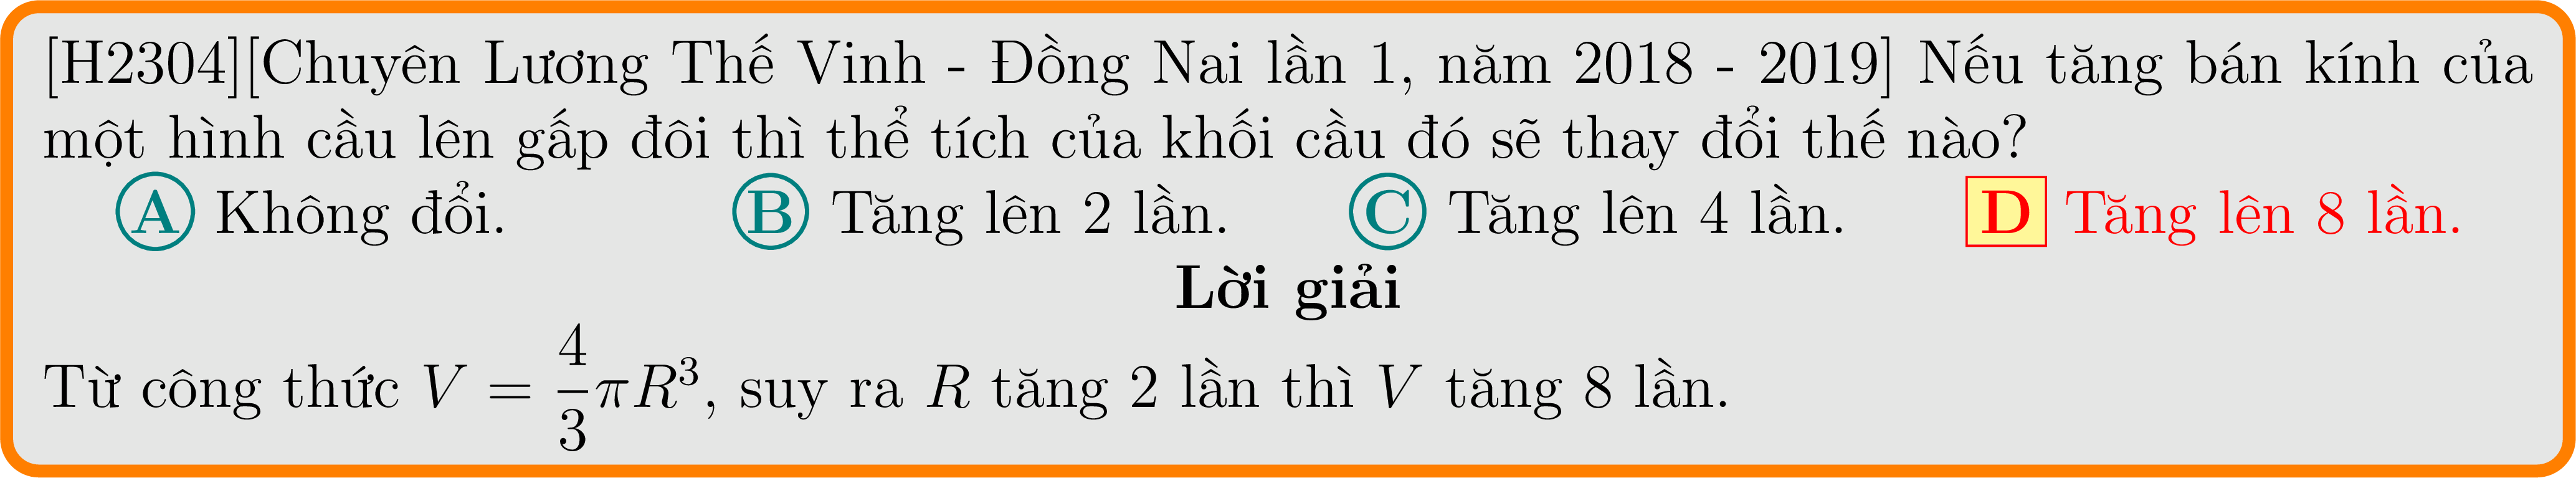 [H2304][Chuyên Lương Thế Vinh - Đồng Nai lần 1, năm 2018 - 2019] Nếu tăng bán kính của
một hình cầu lên gấp đôi thì thể tích của khối cầu đó sẽ thay đổi thế nào?
A Không đổi. B Tăng lên 2 lần. C Tăng lên 4 lần. D Tăng lên 8 lần.
Lời giải
Từ công thức $V = \dfrac{4}{3}\pi R^3$, suy ra $R$ tăng 2 lần thì $V$ tăng 8 lần.